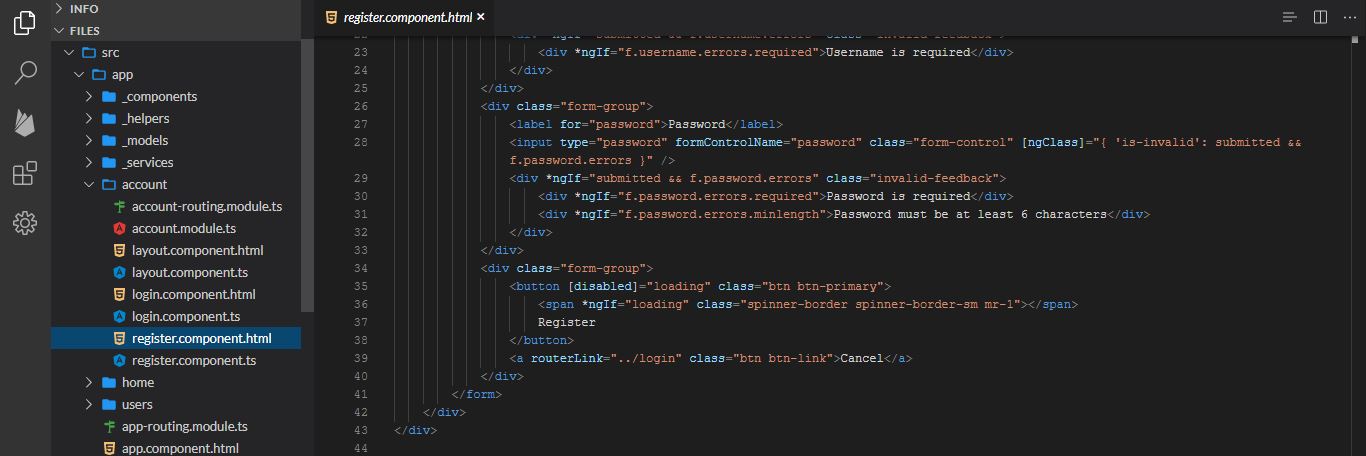 INFO
FILES
src
app
_components
_helpers
_models
_services
account
account-routing.module.ts
account.module.ts
layout.component.html
layout.component.ts
login.component.html
login.component.ts
register.component.html
register.component.ts
home
users
app-routing.module.ts
app.component.html
register.component.html ×
23 <div *ngIf="f.username.errors.required">Username is required</div>
24 </div>
25 </div>
26 <div class="form-group">
27 <label for="password">Password</label>
28 <input type="password" formControlName="password" class="form-control" [ngClass]="{ 'is-invalid': submitted &&
f.password.errors }" />
29 <div *ngIf="submitted && f.password.errors" class="invalid-feedback">
30 <div *ngIf="f.password.errors.required">Password is required</div>
31 <div *ngIf="f.password.errors.minlength">Password must be at least 6 characters</div>
32 </div>
33 </div>
34 <div class="form-group">
35 <button [disabled]="loading" class="btn btn-primary">
36 <span *ngIf="loading" class="spinner-border spinner-border-sm mr-1"></span>
37 Register
38 </button>
39 <a routerLink="../login" class="btn btn-link">Cancel</a>
40 </div>
41 </form>
42 </div>
43 </div>
44